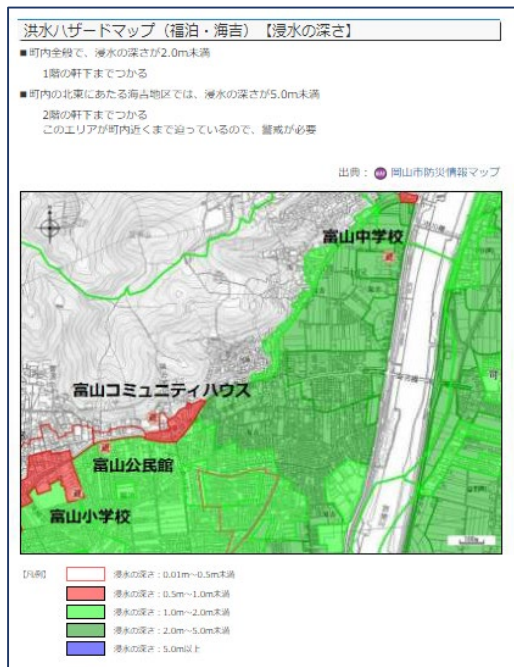 洪水ハザードマップ（福泊・海吉）【浸水の深さ】
■町内全般で、浸水の深さが2.0m未満
1階の軒下までつかる
■町内の北東にあたる海吉地区では、浸水の深さが5.0m未満
2階の軒下までつかる
このエリアが町内近くまで迫っているので、警戒が必要
出典： 岡山市防災情報マップ
富山中学校
富山コミュニティハウス
富山公民館
富山小学校
【凡例】
浸水の深さ：0.01m～0.5m未満
浸水の深さ：0.5m～1.0m未満
浸水の深さ：1.0m～2.0m未満
浸水の深さ：2.0m～5.0m未満
浸水の深さ：5.0m以上